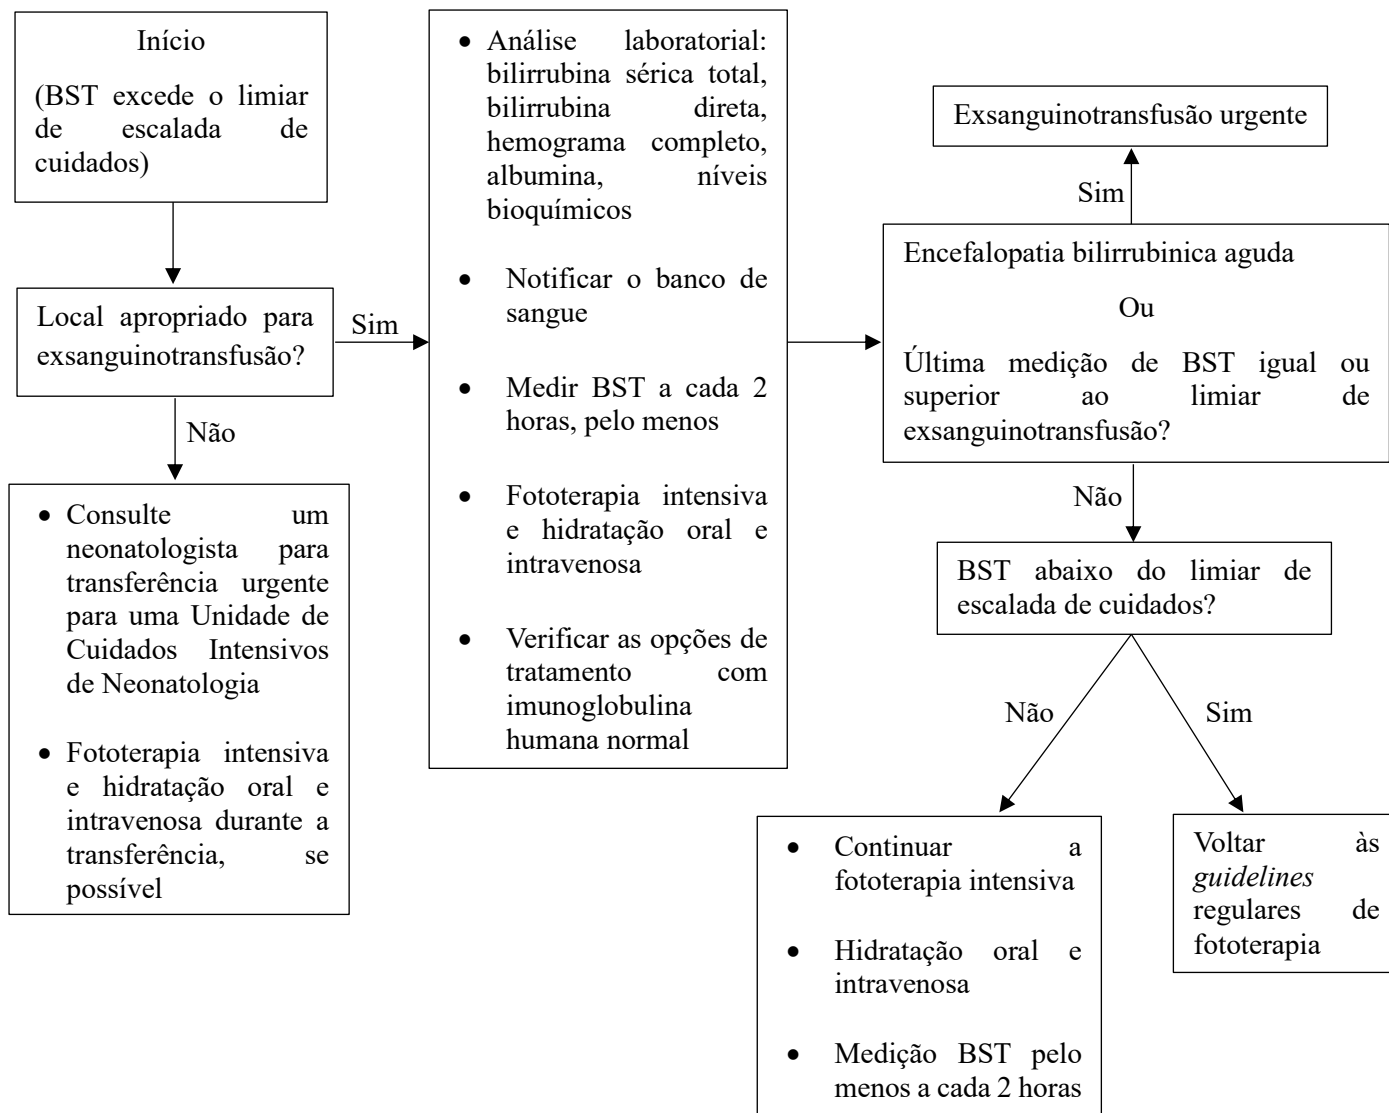 Início
(BST excede o limiar
de escalada de
cuidados)
Local apropriado para
exsanguinotransfusão?
Sim
Não
• Consulte um
neonatologista para
transferência urgente
para uma Unidade de
Cuidados Intensivos
de Neonatologia
• Fototerapia intensiva
e hidratação oral e
intravenosa durante a
transferência, se
possível
• Análise laboratorial:
bilirrubina sérica total,
bilirrubina direta,
hemograma completo,
albumina, níveis
bioquímicos
• Notificar o banco de
sangue
• Medir BST a cada 2
horas, pelo menos
• Fototerapia intensiva
e hidratação oral e
intravenosa
• Verificar as opções de
tratamento com
imunoglobulina
humana normal
Exsanguinotransfusão urgente
Sim
Encefalopatia bilirrubinica aguda
Ou
Última medição de BST igual ou
superior ao limiar de
exsanguinotransfusão?
Não
BST abaixo do limiar de
escalada de cuidados?
Não
Sim
• Continuar a
fototerapia intensiva
• Hidratação oral e
intravenosa
• Medição BST pelo
menos a cada 2 horas
Voltar às
guidelines
regulares de
fototerapia